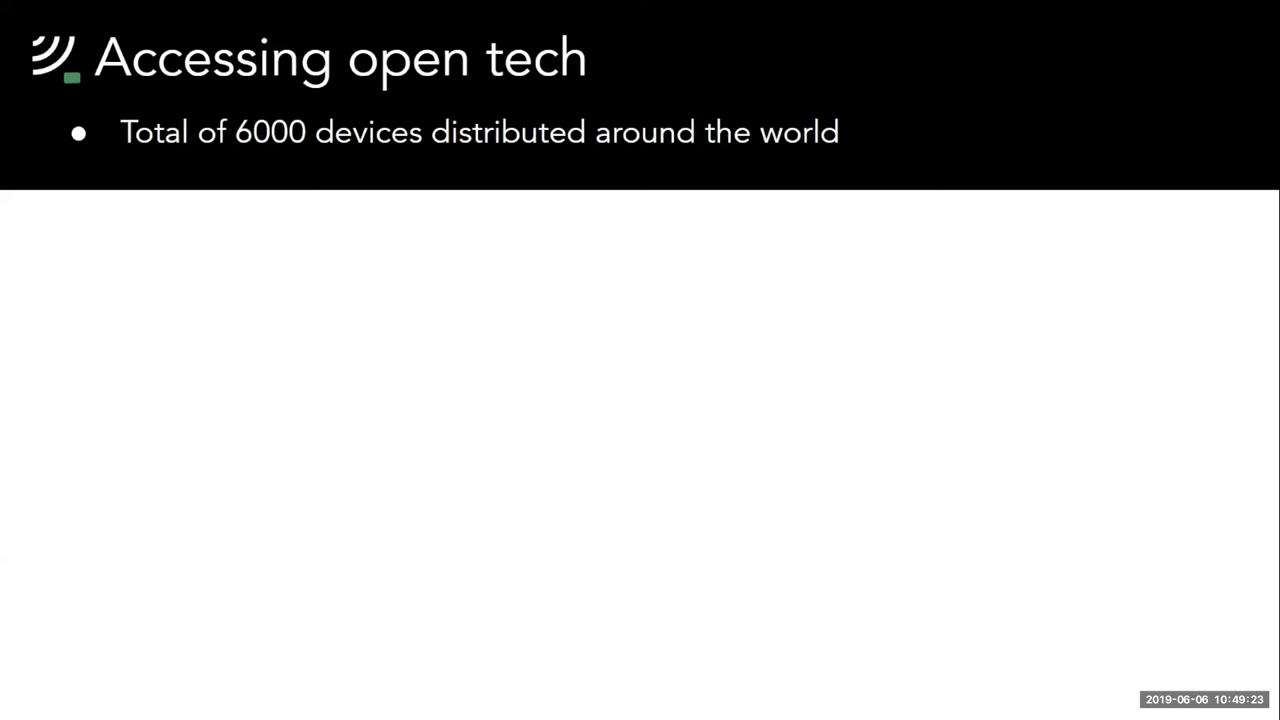 Accessing open tech
● Total of 6000 devices distributed around the world
2019-06-06 10:49:23